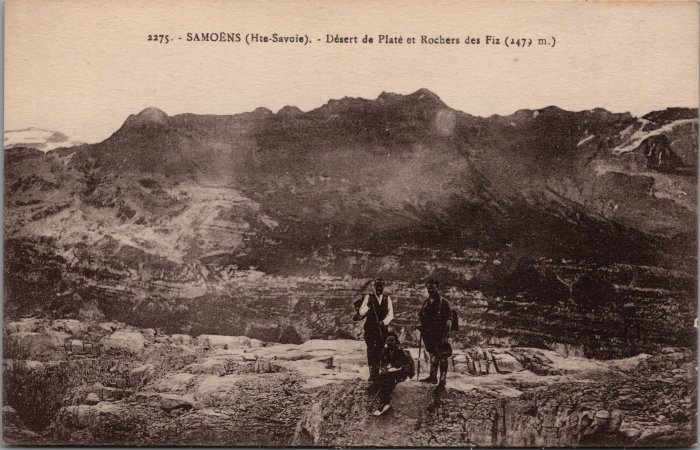 2275. - SAMOËNS (Hte-Savoie). - Désert de Platé et Rochers des Fiz (2479 m.)